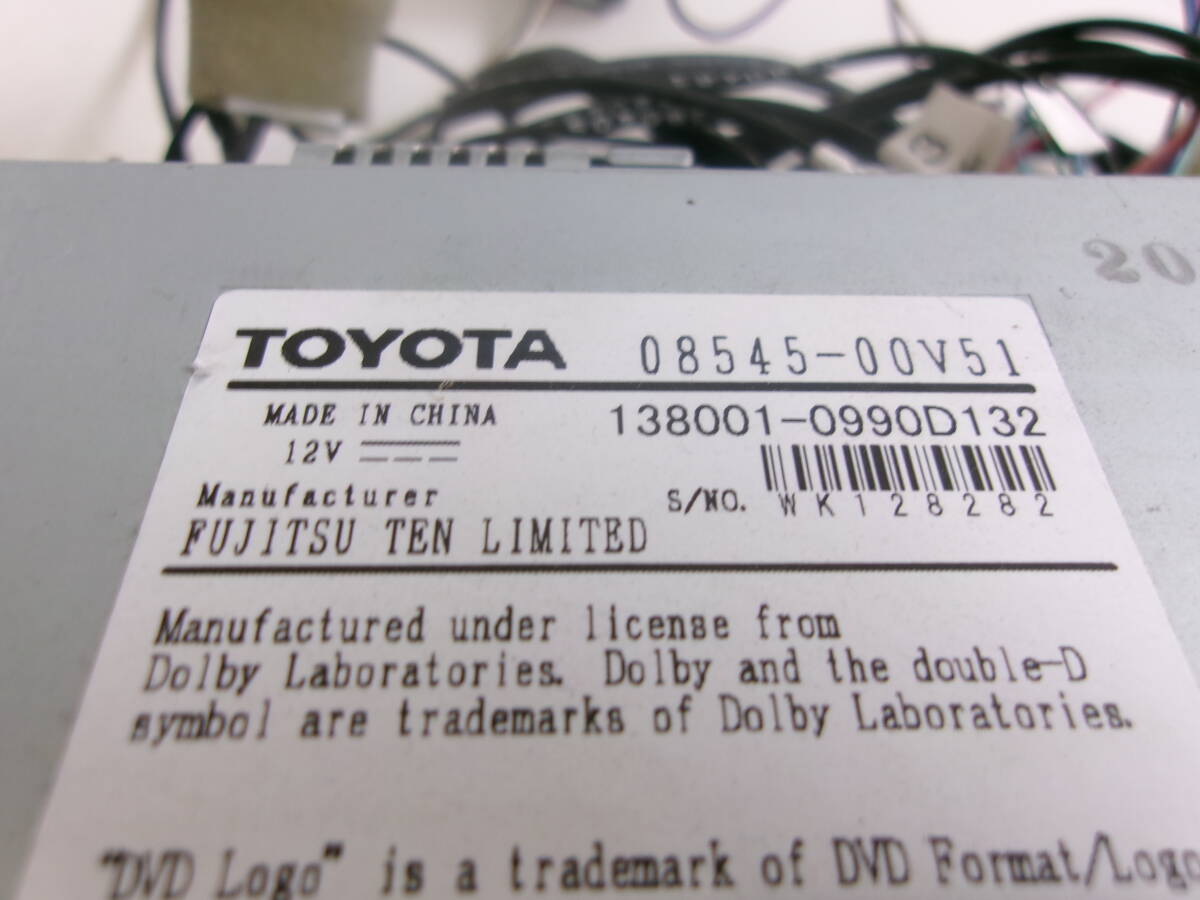 3
20
TOYOTA 08545-00V51
MADE IN CHINA 138001-0990D132
12V
Manufacturer S/NO. WK128282
FUJITSU TEN LIMITED
Manufactured under license from
Dolby Laboratories. Dolby and the double-D
symbol are trademarks of Dolby Laboratories.
"DVD Logo" is a trademark of DVD Format/Logo